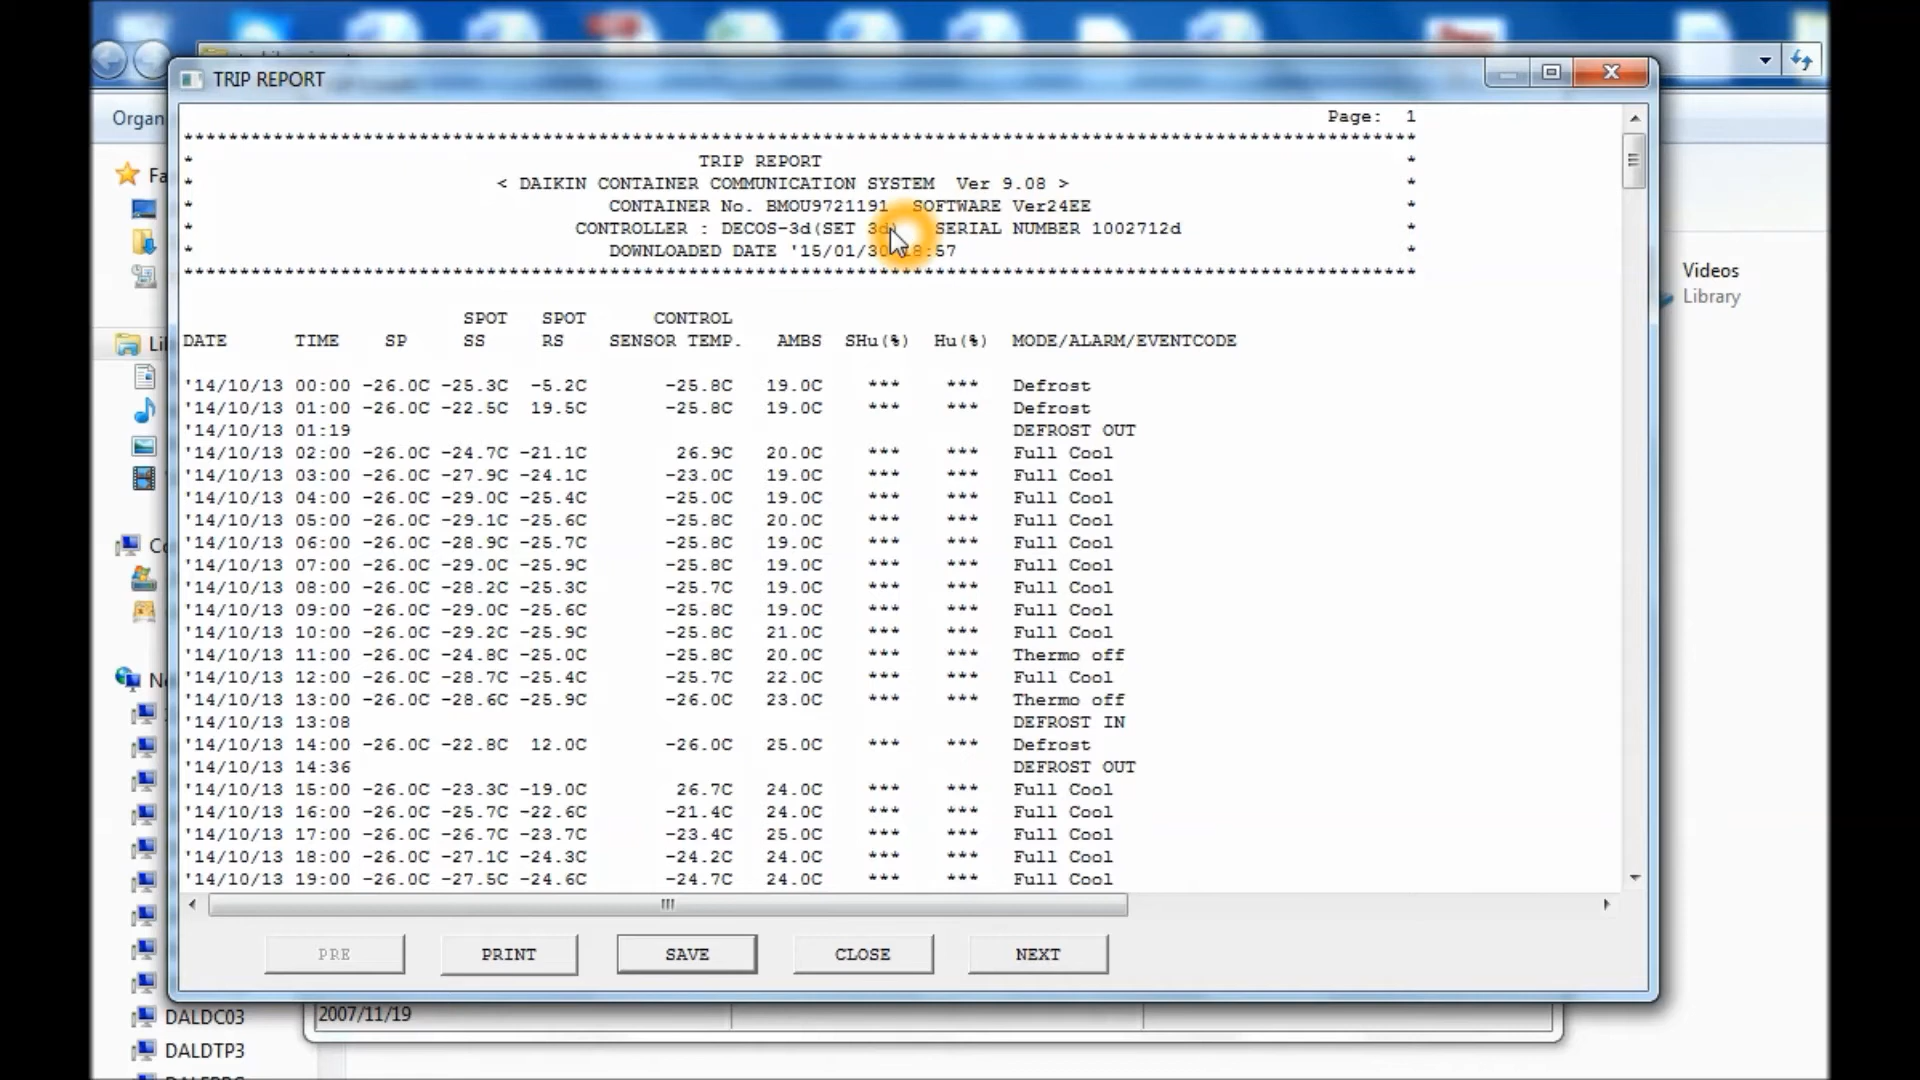 TRIP REPORT
Organ
Page: 1
TRIP REPORT
< DAIKIN CONTAINER COMMUNICATION SYSTEM Ver 9.08 >
CONTAINER No. BMOU9721191 SOFTWARE Ver24EE
CONTROLLER : DECOS-3d(SET 3d) SERIAL NUMBER 1002712d
DOWNLOADED DATE '15/01/30 18:57
SPOT SPOT CONTROL
DATE TIME SP SS RS SENSOR TEMP. AMBS SHu(%) Hu(%) MODE/ALARM/EVENTCODE
'14/10/13 00:00 -26.0C -25.3C -5.2C -25.8C 19.0C *** *** Defrost
'14/10/13 01:00 -26.0C -22.5C 19.5C -25.8C 19.0C *** *** Defrost
'14/10/13 01:19 DEFROST OUT
'14/10/13 02:00 -26.0C -24.7C -21.1C 26.9C 20.0C *** *** Full Cool
'14/10/13 03:00 -26.0C -27.9C -24.1C -23.0C 19.0C *** *** Full Cool
'14/10/13 04:00 -26.0C -29.0C -25.4C -25.0C 19.0C *** *** Full Cool
'14/10/13 05:00 -26.0C -29.1C -25.6C -25.8C 20.0C *** *** Full Cool
'14/10/13 06:00 -26.0C -28.9C -25.7C -25.8C 19.0C *** *** Full Cool
'14/10/13 07:00 -26.0C -29.0C -25.9C -25.8C 19.0C *** *** Full Cool
'14/10/13 08:00 -26.0C -28.2C -25.3C -25.7C 19.0C *** *** Full Cool
'14/10/13 09:00 -26.0C -29.0C -25.6C -25.8C 19.0C *** *** Full Cool
'14/10/13 10:00 -26.0C -29.2C -25.9C -25.8C 21.0C *** *** Full Cool
'14/10/13 11:00 -26.0C -24.8C -25.0C -25.8C 20.0C *** *** Thermo off
'14/10/13 12:00 -26.0C -28.7C -25.4C -25.7C 22.0C *** *** Full Cool
'14/10/13 13:00 -26.0C -28.6C -25.9C -26.0C 23.0C *** *** Thermo off
'14/10/13 13:08 DEFROST IN
'14/10/13 14:00 -26.0C -22.8C 12.0C -26.0C 25.0C *** *** Defrost
'14/10/13 14:36 DEFROST OUT
'14/10/13 15:00 -26.0C -23.3C -19.0C 26.7C 24.0C *** *** Full Cool
'14/10/13 16:00 -26.0C -25.7C -22.6C -21.4C 24.0C *** *** Full Cool
'14/10/13 17:00 -26.0C -26.7C -23.7C -23.4C 25.0C *** *** Full Cool
'14/10/13 18:00 -26.0C -27.1C -24.3C -24.2C 24.0C *** *** Full Cool
'14/10/13 19:00 -26.0C -27.5C -24.6C -24.7C 24.0C *** *** Full Cool
PRE PRINT SAVE CLOSE NEXT
Fa
Li
Co
Ne
DALDC03
DALDTP3
2007/11/19
Videos
Library